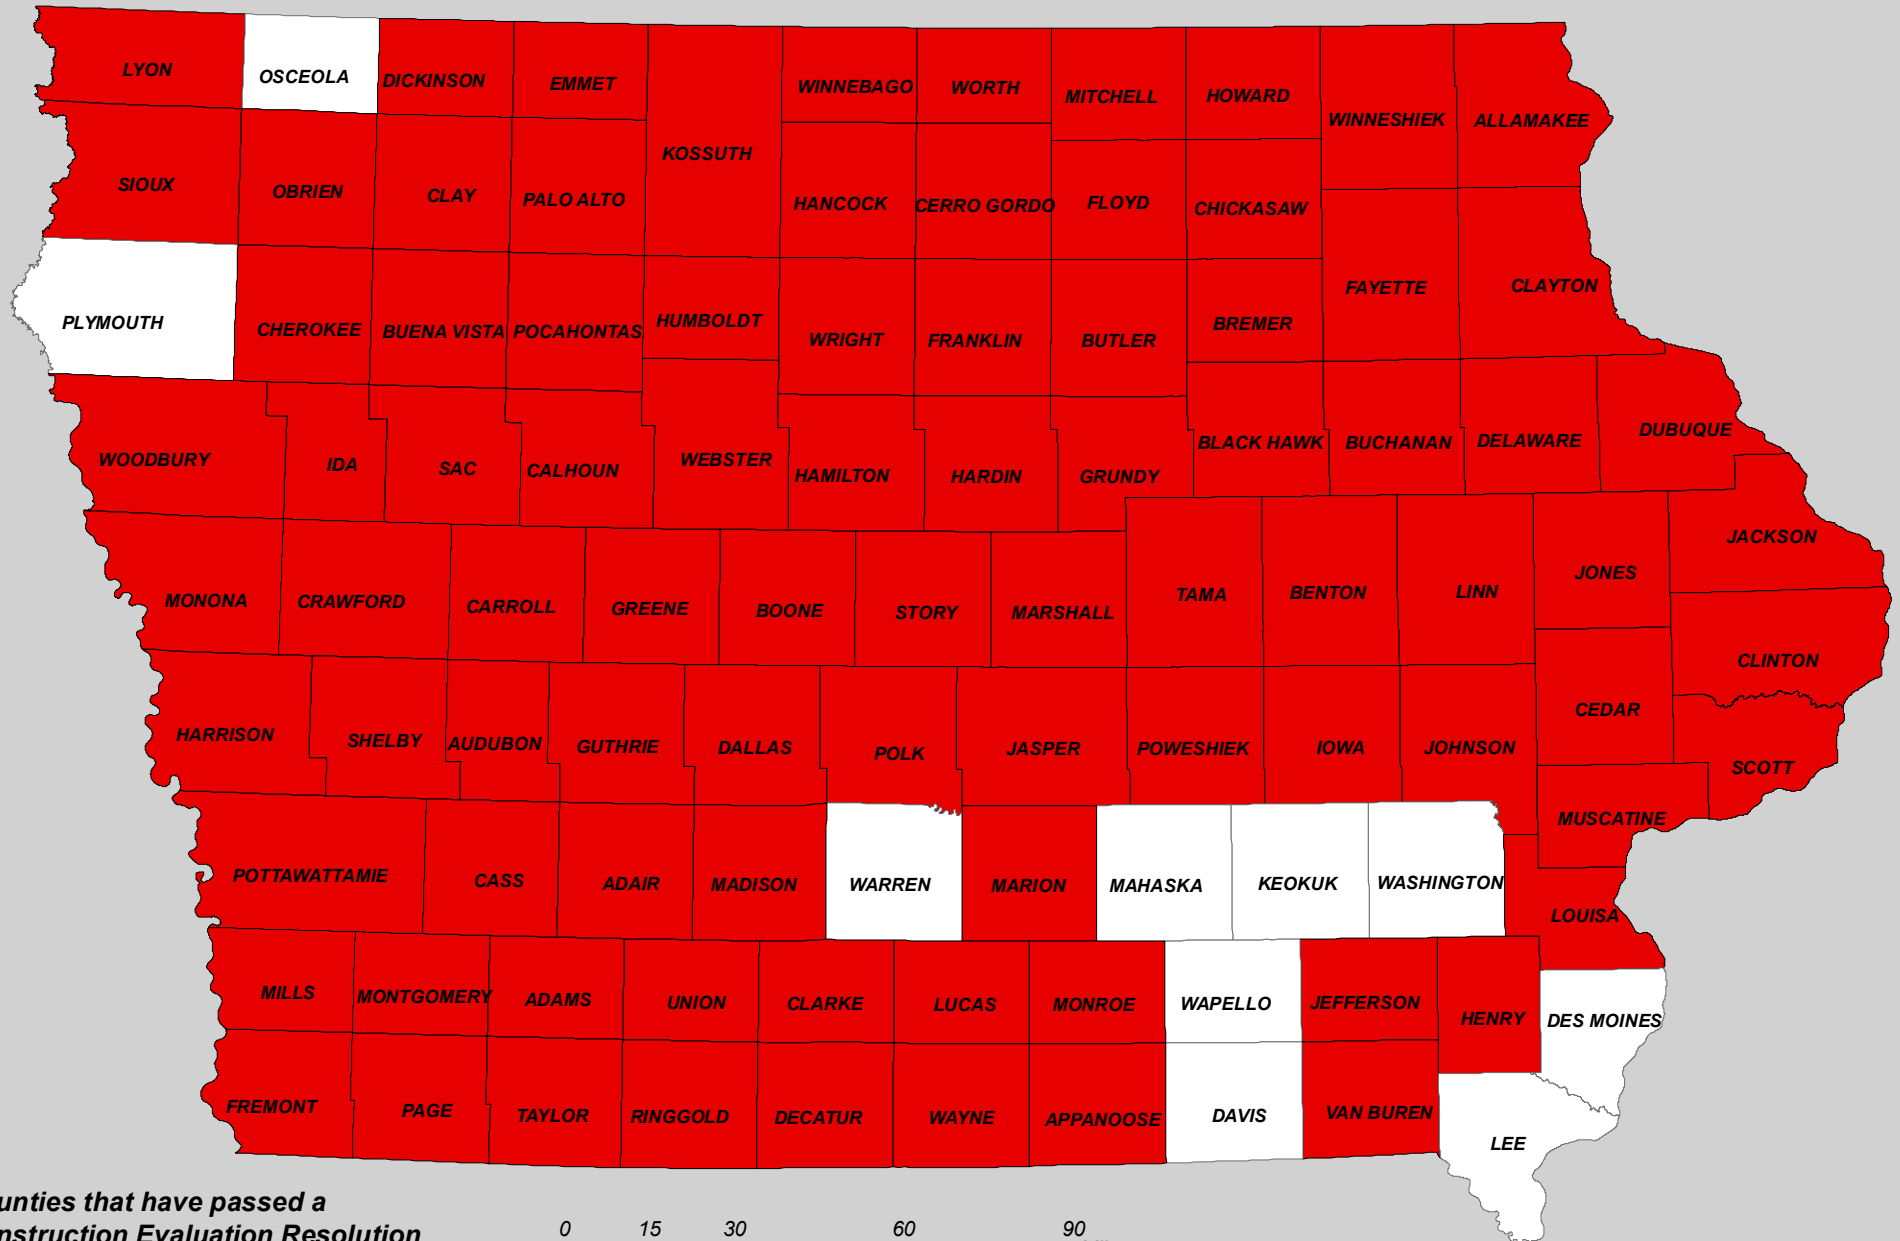 LYON
OSCEOLA
DICKINSON
EMMET
WINNEBAGO
WORTH
MITCHELL
HOWARD
WINNESHIEK
ALLAMAKEE
KOSSUTH
SIOUX
OBRIEN
CLAY
PALO ALTO
HANCOCK
CERRO GORDO
FLOYD
CHICKASAW
FAYETTE
CLAYTON
PLYMOUTH
CHEROKEE
BUENA VISTA
POCAHONTAS
HUMBOLDT
WRIGHT
FRANKLIN
BUTLER
BREMER
WOODBURY
IDA
SAC
CALHOUN
WEBSTER
HAMILTON
HARDIN
GRUNDY
BLACK HAWK
BUCHANAN
DELAWARE
DUBUQUE
MONONA
CRAWFORD
CARROLL
GREENE
BOONE
STORY
MARSHALL
TAMA
BENTON
LINN
JONES
JACKSON
CLINTON
HARRISON
SHELBY
AUDUBON
GUTHRIE
DALLAS
POLK
JASPER
POWESHIEK
IOWA
JOHNSON
CEDAR
SCOTT
MUSCATINE
POTTAWATTAMIE
CASS
ADAIR
MADISON
WARREN
MARION
MAHASKA
KEOKUK
WASHINGTON
LOUISA
MILLS
MONTGOMERY
ADAMS
UNION
CLARKE
LUCAS
MONROE
WAPELLO
JEFFERSON
HENRY
DES MOINES
FREMONT
PAGE
TAYLOR
RINGGOLD
DECATUR
WAYNE
APPANOOSE
DAVIS
VAN BUREN
LEE
unties that have passed a
nstruction Evaluation Resolution
0 15 30 60 90